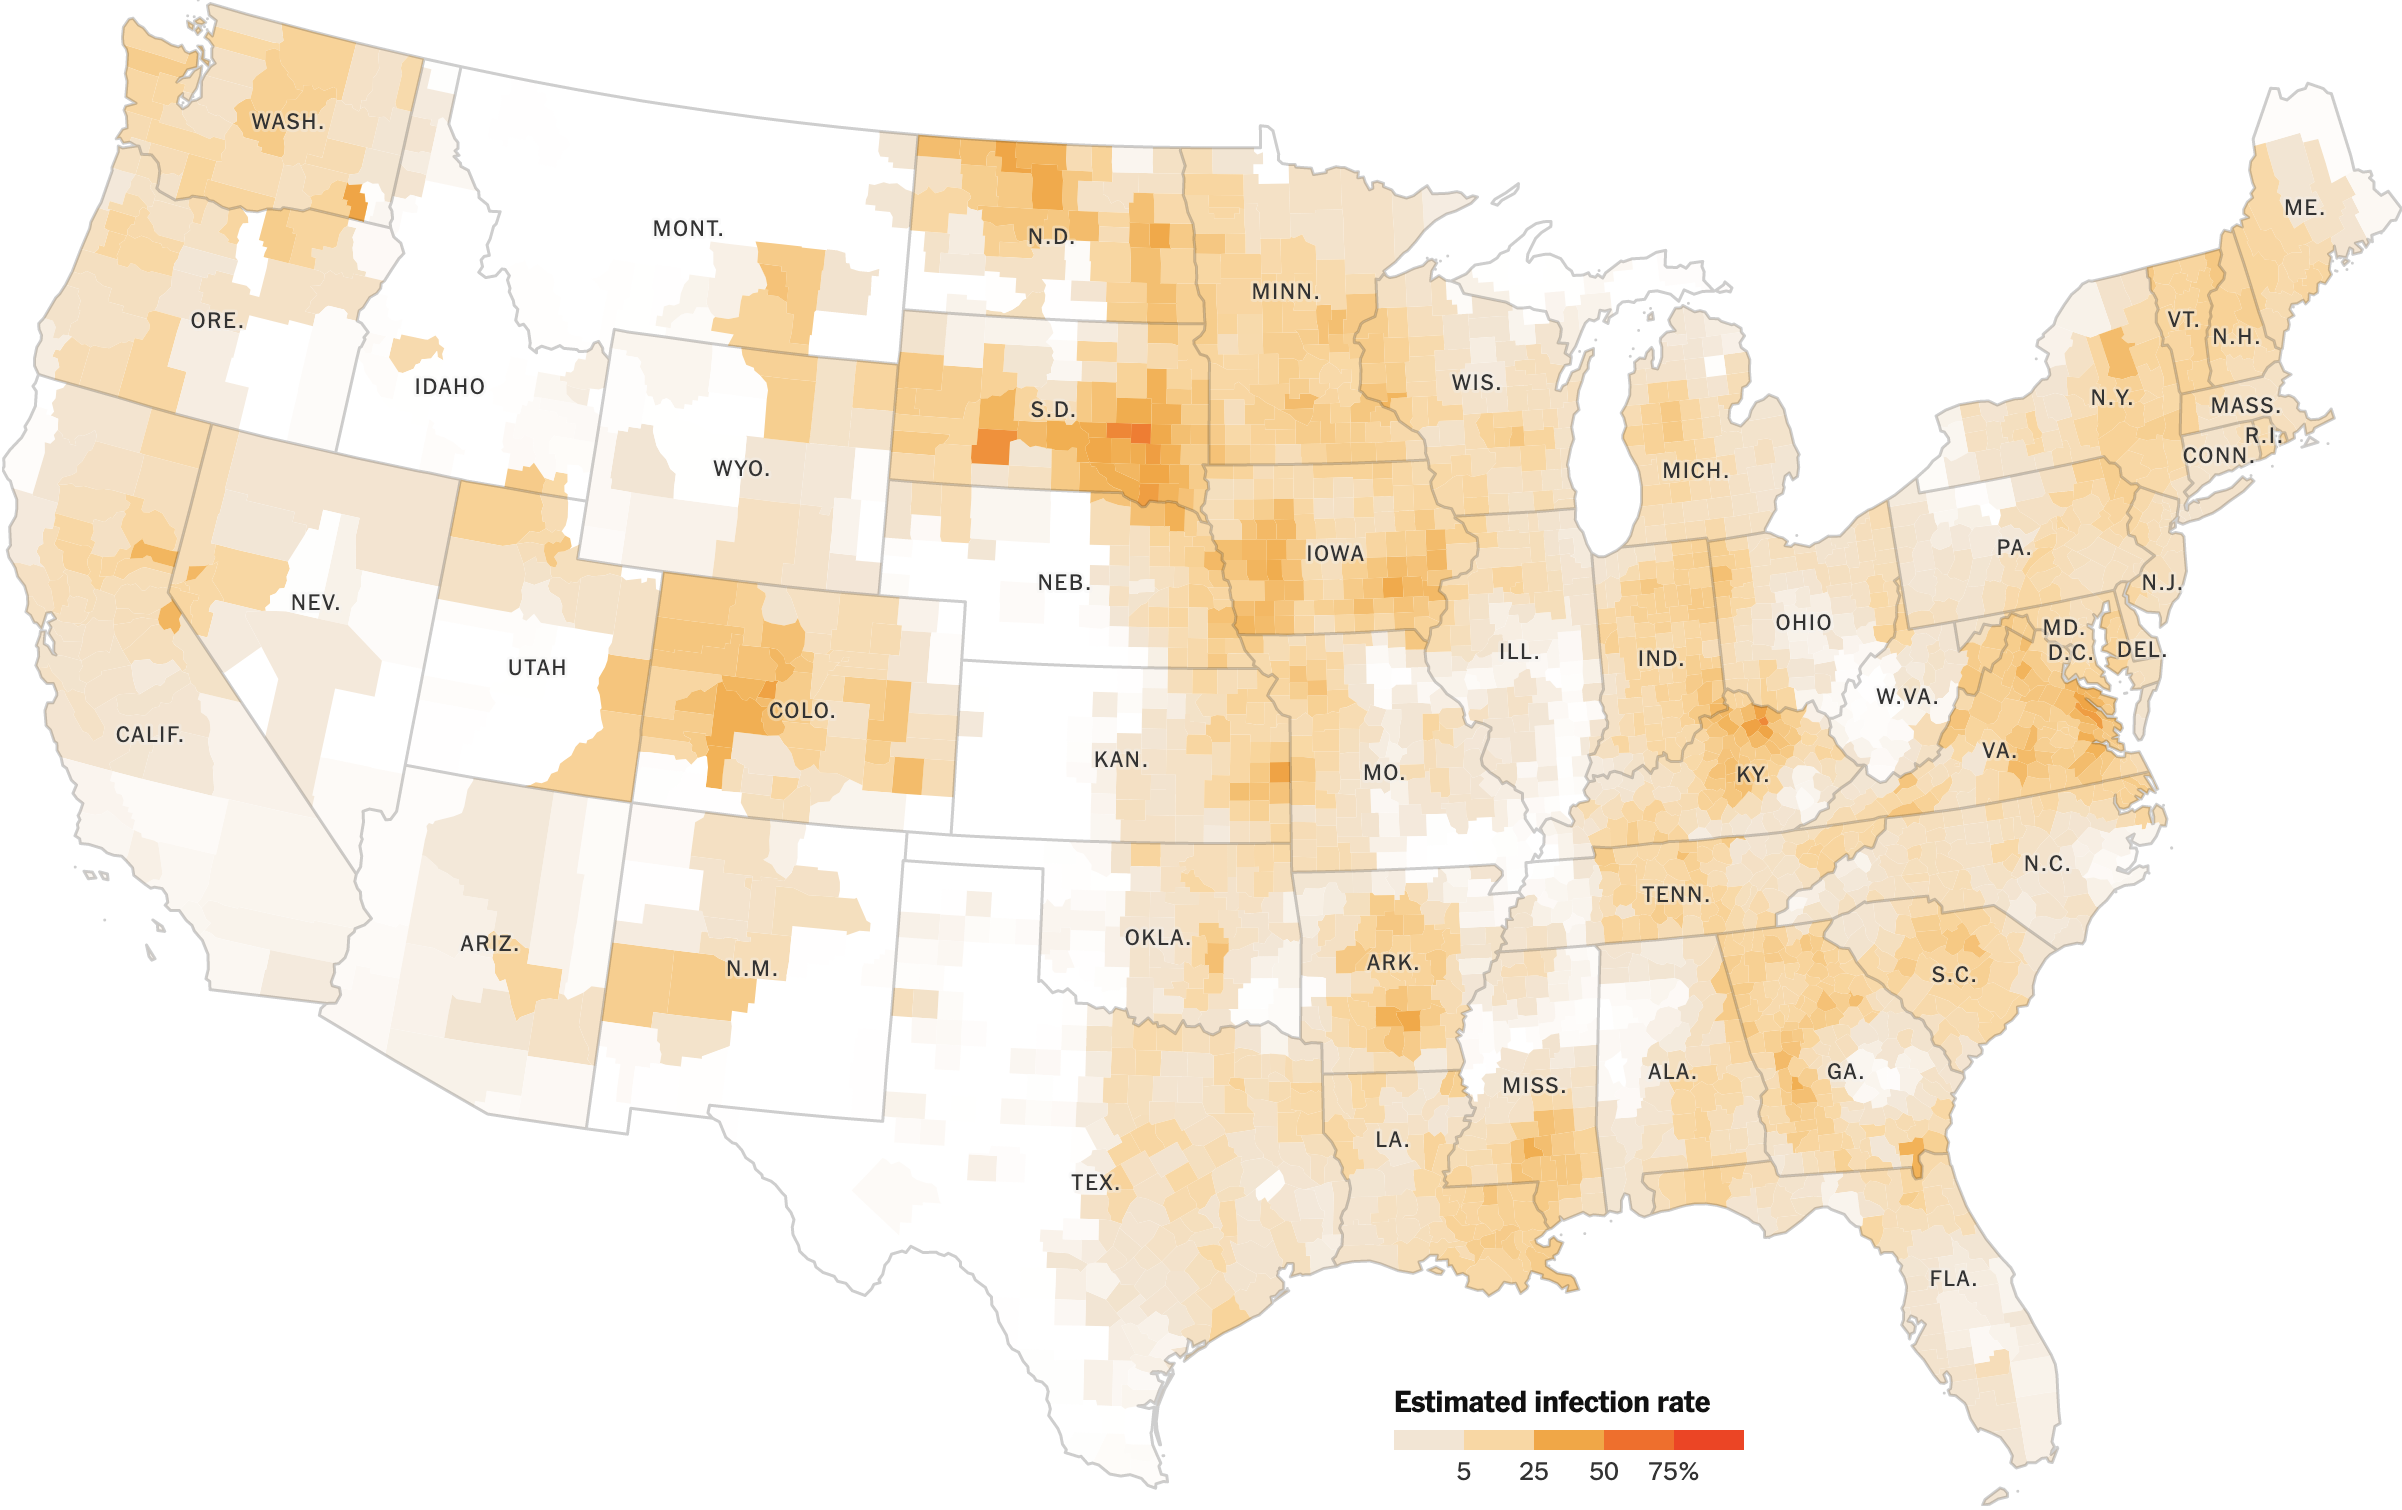 WASH.
MONT.
N.D.
MINN.
ME.
ORE.
IDAHO
WYO.
S.D.
WIS.
MICH.
VT.
N.H.
N.Y.
MASS.
R.I.
CONN.
CALIF.
NEV.
UTAH
COLO.
NEB.
IOWA
ILL.
IND.
OHIO
PA.
N.J.
MD.
D.C.
DEL.
W.VA.
VA.
KAN.
MO.
KY.
ARIZ.
N.M.
OKLA.
ARK.
TENN.
N.C.
S.C.
TEX.
LA.
MISS.
ALA.
GA.
FLA.
Estimated infection rate
5 25 50 75%